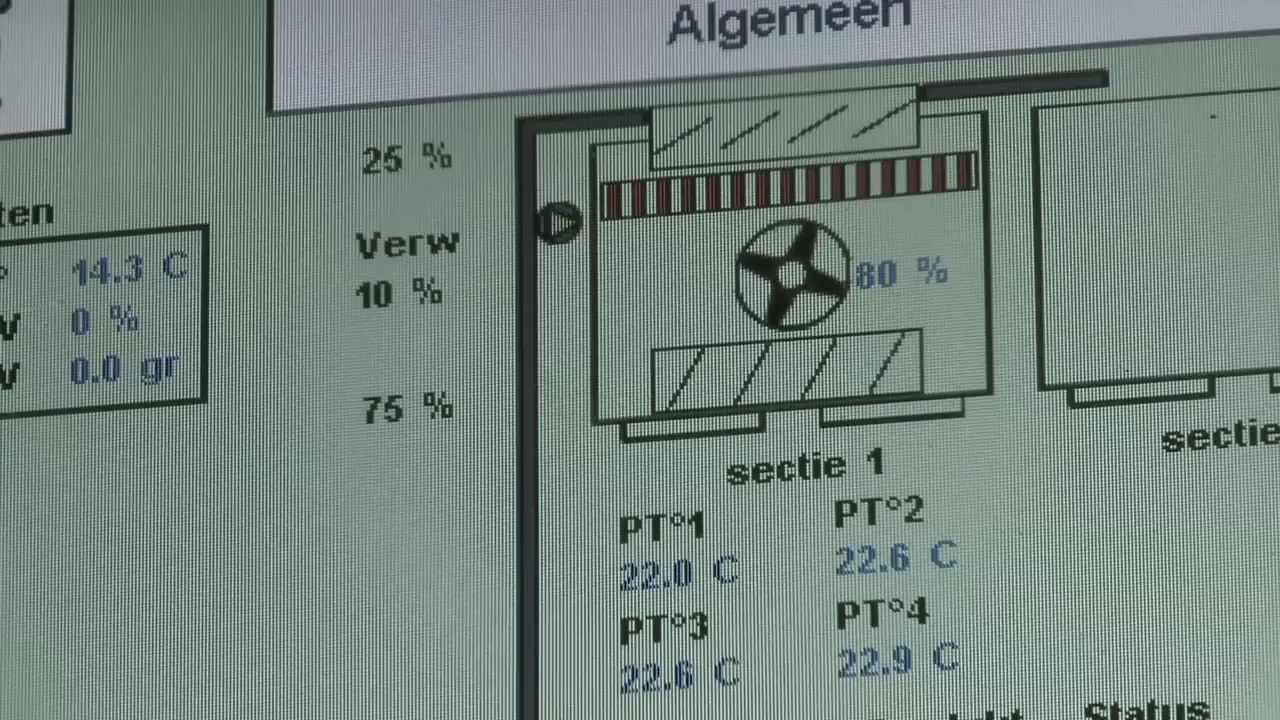 Algemeen
25 %
ten
14.3 C
0 %
0.0 gr
Verw
10 %
75 %
80 %
sectie 1
sectie
PT°1
22.0 C
PT°2
22.6 C
PT°3
22.6 C
PT°4
22.9 C
Status